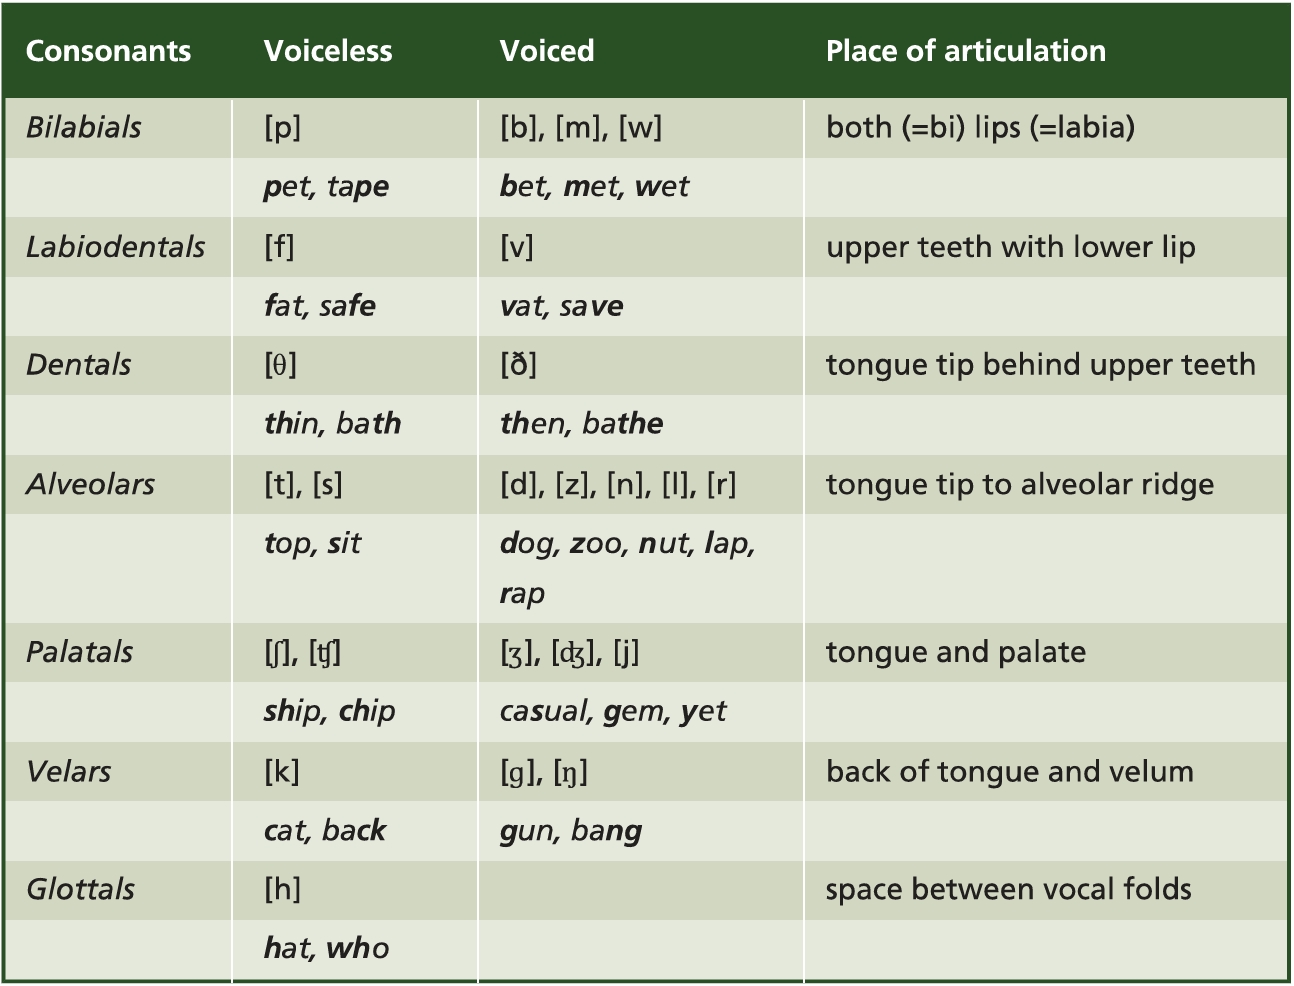 Consonants Voiceless Voiced Place of articulation
Bilabials [p] [b], [m], [w] both (=bi) lips (=labia)
pet, tape bet, met, wet
Labiodentals [f] [v] upper teeth with lower lip
fat, safe vat, save
Dentals [θ] [ð] tongue tip behind upper teeth
thin, bath then, bathe
Alveolars [t], [s] [d], [z], [n], [l], [r] tongue tip to alveolar ridge
top, sit dog, zoo, nut, lap,
rap
Palatals [ʃ], [ʧ] [ʒ], [ʤ], [j] tongue and palate
ship, chip casual, gem, yet
Velars [k] [ɡ], [ŋ] back of tongue and velum
cat, back gun, bang
Glottals [h] space between vocal folds
hat, who